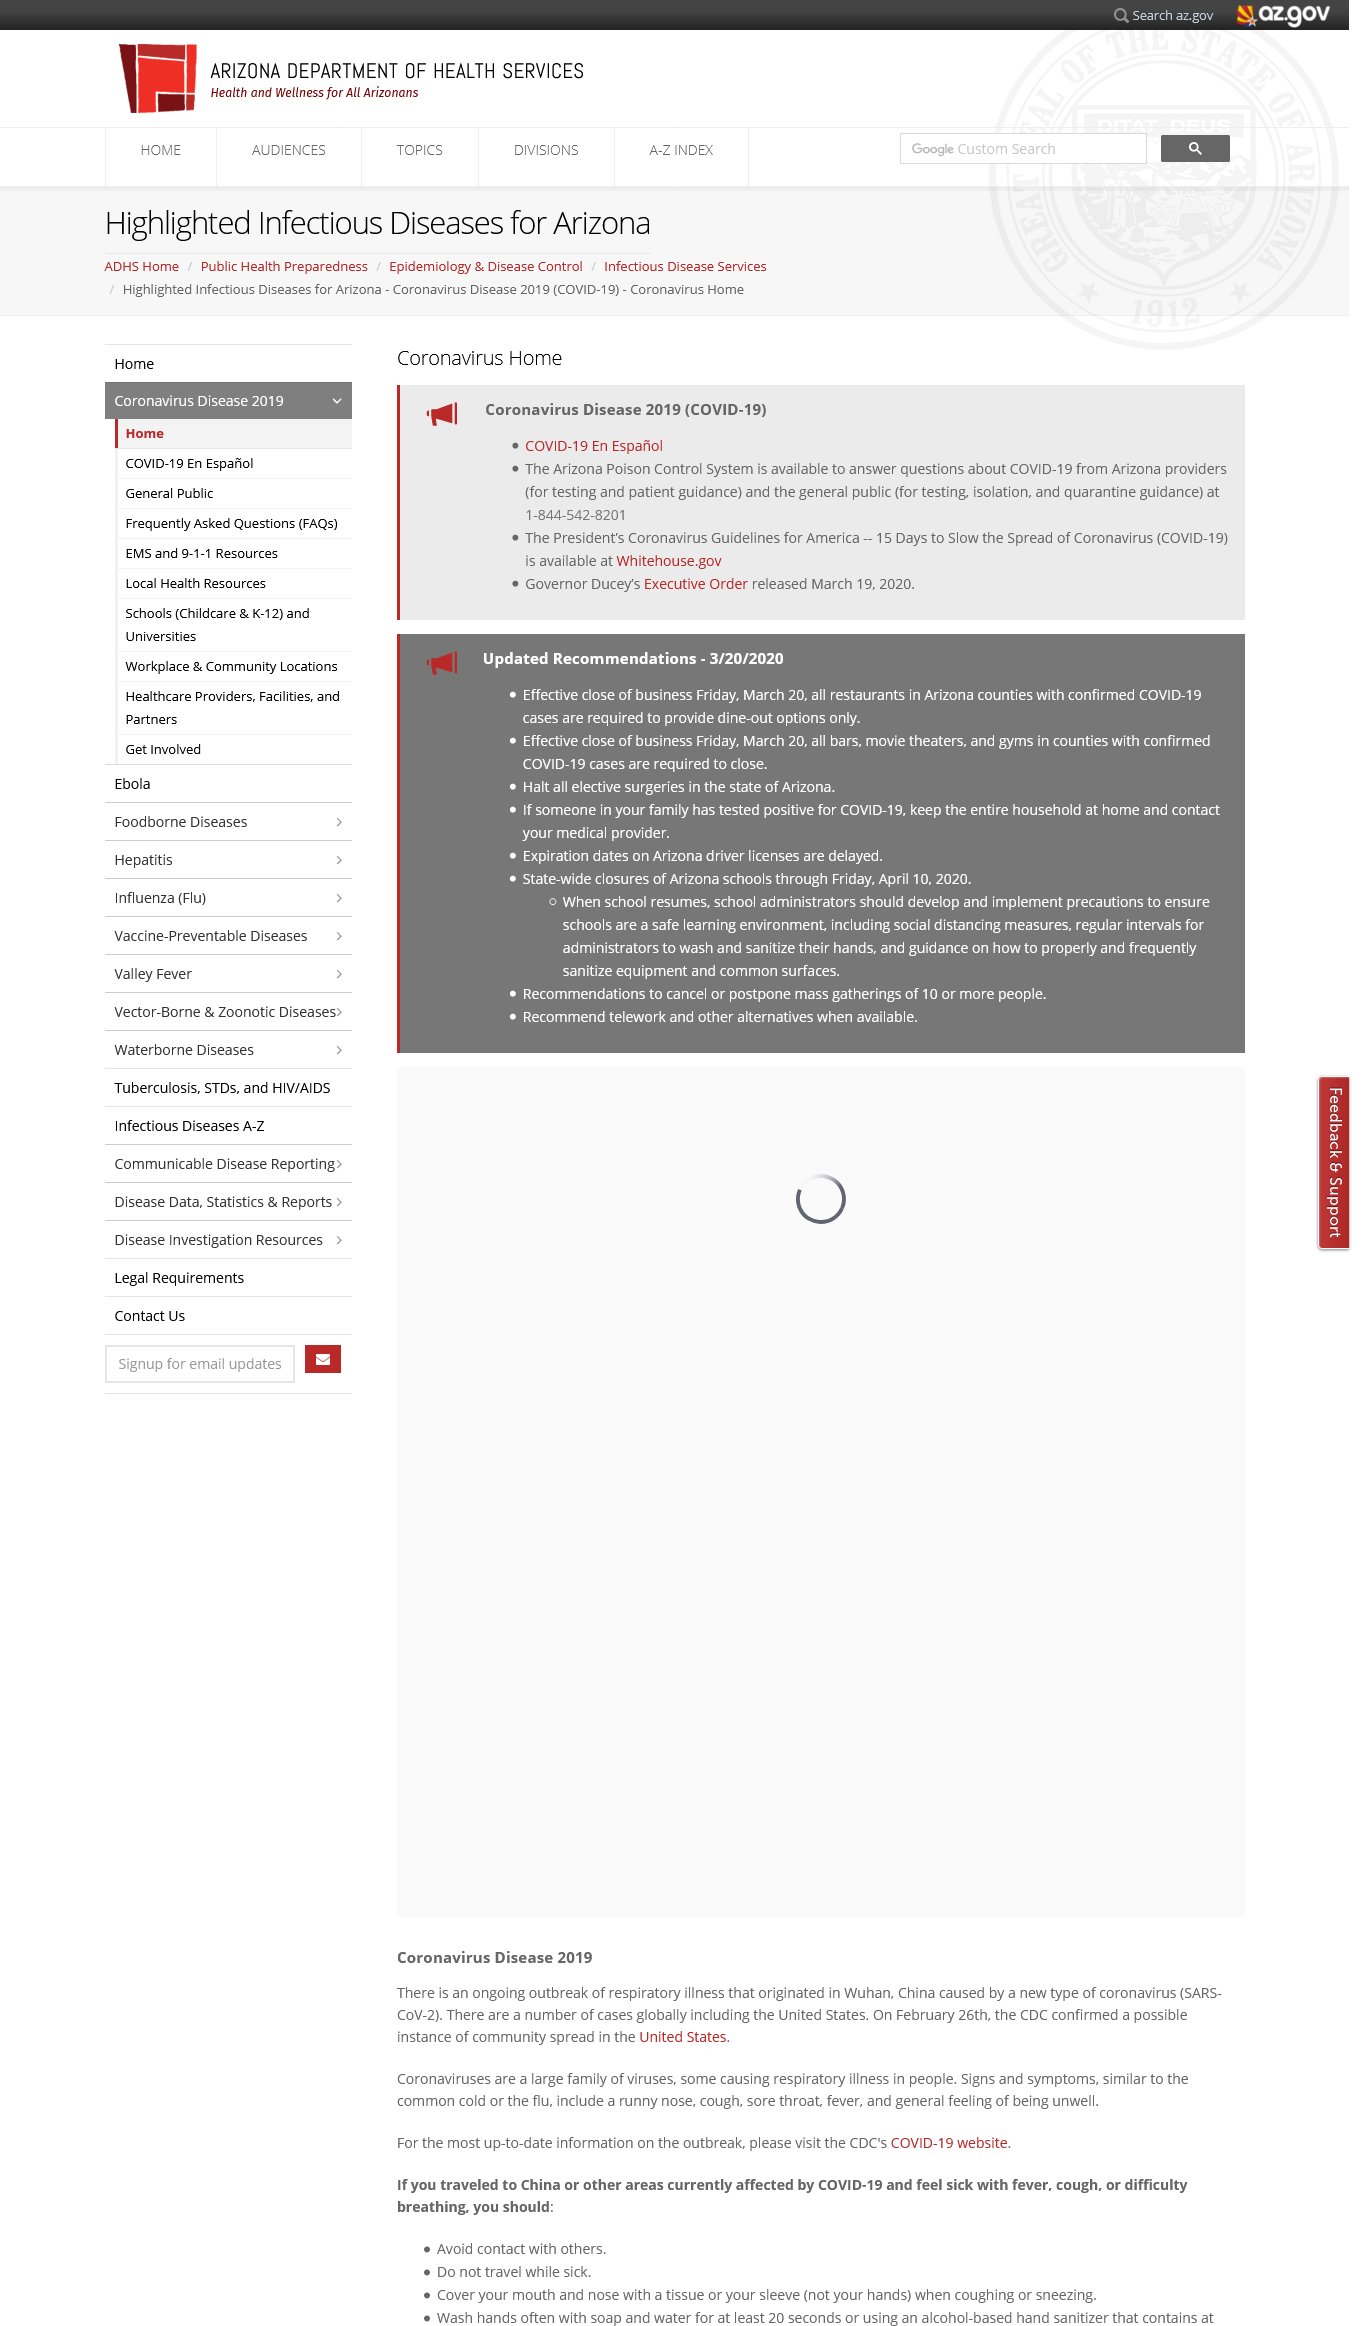 Search az.gov
az.gov
ARIZONA DEPARTMENT OF HEALTH SERVICES
Health and Wellness for All Arizonans
HOME
AUDIENCES
TOPICS
DIVISIONS
A-Z INDEX
Google Custom Search
GREAT SEAL OF THE STATE OF ARIZONA
DITAT DEUS
1912
Highlighted Infectious Diseases for Arizona
ADHS Home / Public Health Preparedness / Epidemiology & Disease Control / Infectious Disease Services
/ Highlighted Infectious Diseases for Arizona - Coronavirus Disease 2019 (COVID-19) - Coronavirus Home
Home
Coronavirus Disease 2019
Home
COVID-19 En Español
General Public
Frequently Asked Questions (FAQs)
EMS and 9-1-1 Resources
Local Health Resources
Schools (Childcare & K-12) and
Universities
Workplace & Community Locations
Healthcare Providers, Facilities, and
Partners
Get Involved
Ebola
Foodborne Diseases
Hepatitis
Influenza (Flu)
Vaccine-Preventable Diseases
Valley Fever
Vector-Borne & Zoonotic Diseases
Waterborne Diseases
Tuberculosis, STDs, and HIV/AIDS
Infectious Diseases A-Z
Communicable Disease Reporting
Disease Data, Statistics & Reports
Disease Investigation Resources
Legal Requirements
Contact Us
Signup for email updates
Coronavirus Home
Coronavirus Disease 2019 (COVID-19)
COVID-19 En Español
The Arizona Poison Control System is available to answer questions about COVID-19 from Arizona providers
(for testing and patient guidance) and the general public (for testing, isolation, and quarantine guidance) at
1-844-542-8201
The President's Coronavirus Guidelines for America -- 15 Days to Slow the Spread of Coronavirus (COVID-19)
is available at Whitehouse.gov
Governor Ducey's Executive Order released March 19, 2020.
Updated Recommendations - 3/20/2020
Effective close of business Friday, March 20, all restaurants in Arizona counties with confirmed COVID-19
cases are required to provide dine-out options only.
Effective close of business Friday, March 20, all bars, movie theaters, and gyms in counties with confirmed
COVID-19 cases are required to close.
Halt all elective surgeries in the state of Arizona.
If someone in your family has tested positive for COVID-19, keep the entire household at home and contact
your medical provider.
Expiration dates on Arizona driver licenses are delayed.
State-wide closures of Arizona schools through Friday, April 10, 2020.
When school resumes, school administrators should develop and implement precautions to ensure
schools are a safe learning environment, including social distancing measures, regular intervals for
administrators to wash and sanitize their hands, and guidance on how to properly and frequently
sanitize equipment and common surfaces.
Recommendations to cancel or postpone mass gatherings of 10 or more people.
Recommend telework and other alternatives when available.
Feedback & Support
Coronavirus Disease 2019
There is an ongoing outbreak of respiratory illness that originated in Wuhan, China caused by a new type of coronavirus (SARS-
CoV-2). There are a number of cases globally including the United States. On February 26th, the CDC confirmed a possible
instance of community spread in the United States.
Coronaviruses are a large family of viruses, some causing respiratory illness in people. Signs and symptoms, similar to the
common cold or the flu, include a runny nose, cough, sore throat, fever, and general feeling of being unwell.
For the most up-to-date information on the outbreak, please visit the CDC's COVID-19 website.
If you traveled to China or other areas currently affected by COVID-19 and feel sick with fever, cough, or difficulty
breathing, you should:
Avoid contact with others.
Do not travel while sick.
Cover your mouth and nose with a tissue or your sleeve (not your hands) when coughing or sneezing.
Wash hands often with soap and water for at least 20 seconds or using an alcohol-based hand sanitizer that contains at